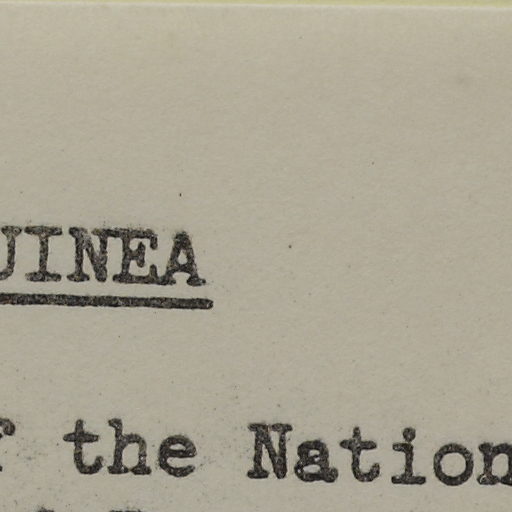 UINEA
f the Nation